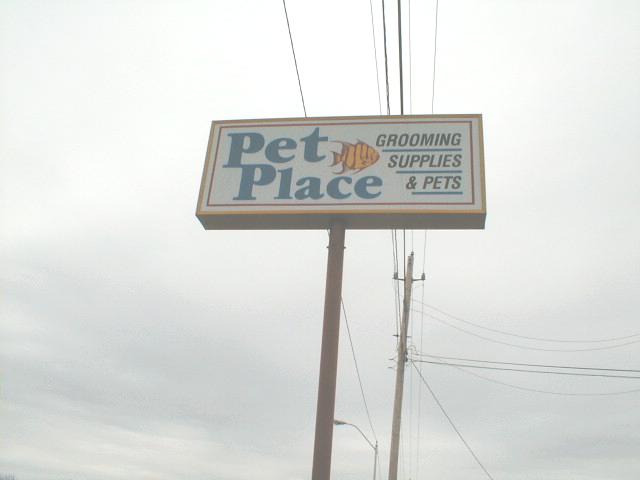 Pet
Place
GROOMING
SUPPLIES
& PETS